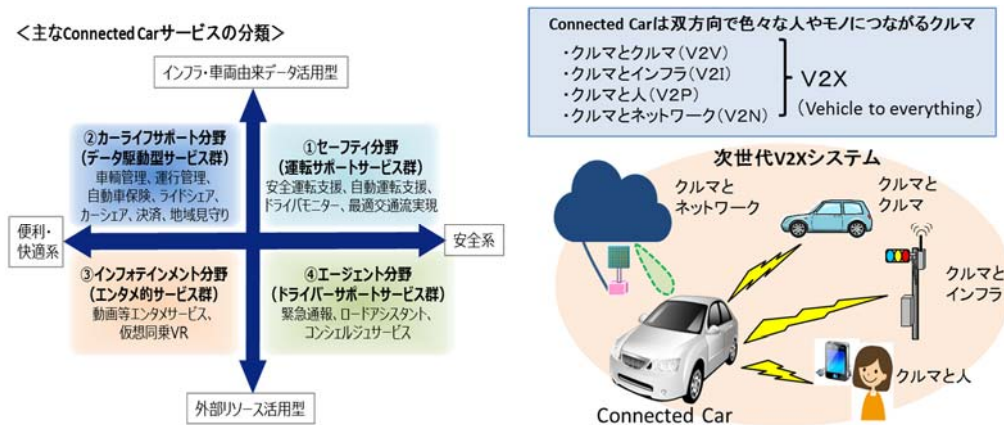 ＜主なConnected Carサービスの分類＞
インフラ・車両由来データ活用型
②カーライフサポート分野
(データ駆動型サービス群)
車輌管理、運行管理、
自動車保険、ライドシェア、
カーシェア、決済、地域見守り
①セーフティ分野
(運転サポートサービス群)
安全運転支援、自動運転支援、
ドライバモニター、最適交通流実現
便利・
快適系
安全系
③インフォテインメント分野
(エンタメ的サービス群)
動画等エンタメサービス、
仮想同乗VR
④エージェント分野
(ドライバーサポートサービス群)
緊急通報、ロードアシスタント、
コンシェルジュサービス
外部リソース活用型
Connected Carは双方向で色々な人やモノにつながるクルマ
・クルマとクルマ(V2V)
・クルマとインフラ(V2I)
・クルマと人(V2P)
・クルマとネットワーク(V2N)
V2X
(Vehicle to everything)
次世代V2Xシステム
クルマと
ネットワーク
クルマと
クルマ
クルマと
インフラ
クルマと人
Connected Car